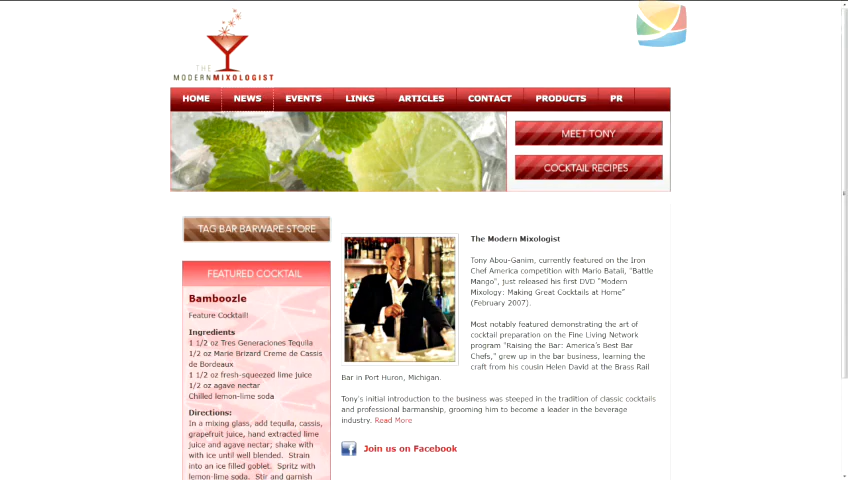 THE
MODERNMIXOLOGIST
HOME NEWS EVENTS LINKS ARTICLES CONTACT PRODUCTS PR
MEET TONY
COCKTAIL RECIPES
TAG BAR BARWARE STORE
FEATURED COCKTAIL
Bamboozle
Feature Cocktail!
Ingredients
1 1/2 oz Tres Generaciones Tequila
1/2 oz Marie Brizard Creme de Cassis
de Bordeaux
1 1/2 oz fresh-squeezed lime juice
1/2 oz agave nectar
Chilled lemon-lime soda
Directions:
In a mixing glass, add tequila, cassis,
grapefruit juice, hand extracted lime
juice and agave nectar; shake with
with ice until well blended. Strain
into an ice filled goblet. Spritz with
lemon-lime soda. Stir and garnish
The Modern Mixologist
Tony Abou-Ganim, currently featured on the Iron
Chef America competition with Mario Batali, "Battle
Mango", just released his first DVD "Modern
Mixology: Making Great Cocktails at Home"
(February 2007).
Most notably featured demonstrating the art of
cocktail preparation on the Fine Living Network
program "Raising the Bar: America's Best Bar
Chefs," grew up in the bar business, learning the
craft from his cousin Helen David at the Brass Rail
Bar in Port Huron, Michigan.
Tony's initial introduction to the business was steeped in the tradition of classic cocktails
and professional barmanship, grooming him to become a leader in the beverage
industry. Read More
Join us on Facebook